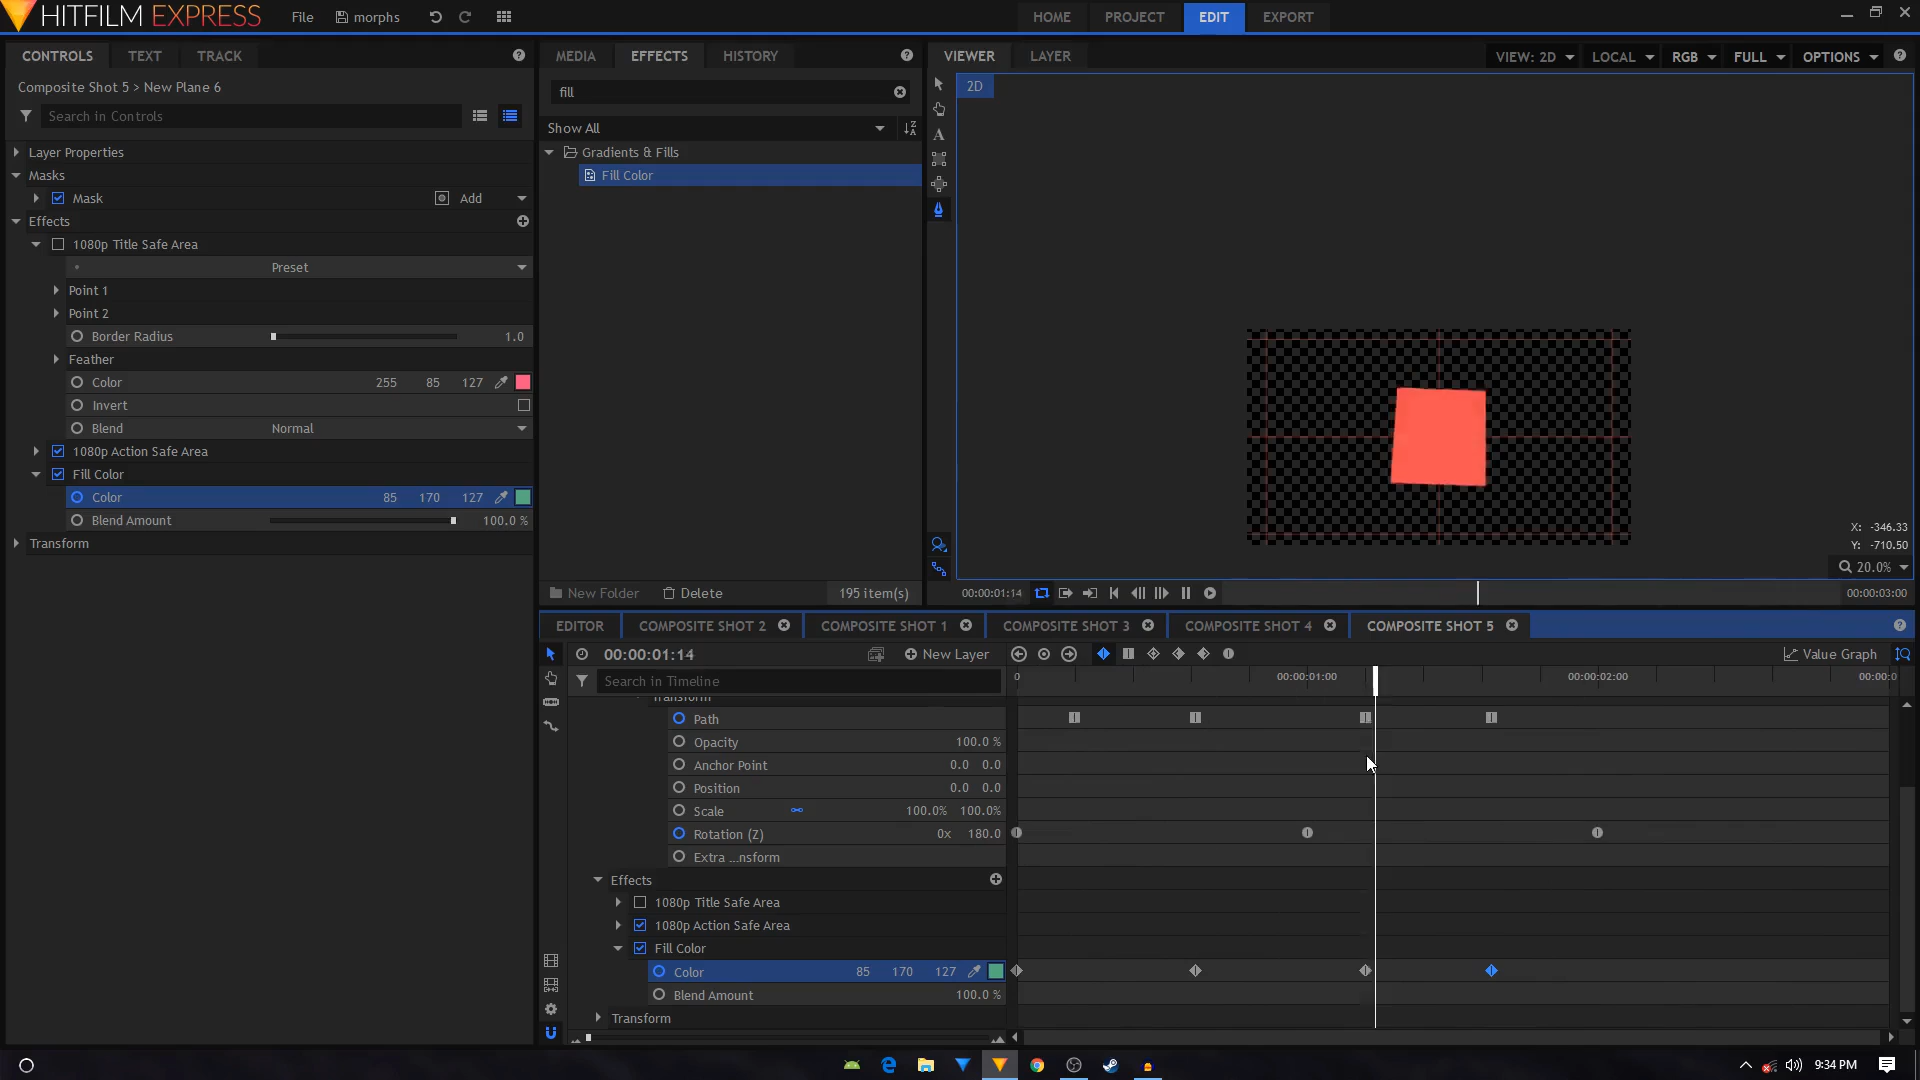 HITFILM EXPRESS
File
morphs
HOME
PROJECT
EDIT
EXPORT
CONTROLS
TEXT
TRACK
Composite Shot 5 > New Plane 6
Search in Controls
Layer Properties
Masks
Mask
Add
Effects
1080p Title Safe Area
Preset
Point 1
Point 2
Border Radius 1.0
Feather
Color 255 85 127
Invert
Blend Normal
1080p Action Safe Area
Fill Color
Color 85 170 127
Blend Amount 100.0 %
Transform
MEDIA
EFFECTS
HISTORY
fill
Show All
Gradients & Fills
Fill Color
New Folder
Delete
195 item(s)
VIEWER
LAYER
VIEW: 2D
LOCAL
RGB
FULL
OPTIONS
2D
X: -346.33
Y: -710.50
20.0%
00:00:01:14
00:00:03:00
EDITOR
COMPOSITE SHOT 2
COMPOSITE SHOT 1
COMPOSITE SHOT 3
COMPOSITE SHOT 4
COMPOSITE SHOT 5
00:00:01:14
New Layer
Value Graph
Search in Timeline
0
00:00:01:00
00:00:02:00
00:00:0
Transform
Path
Opacity 100.0 %
Anchor Point 0.0 0.0
Position 0.0 0.0
Scale 100.0% 100.0%
Rotation (Z) 0x 180.0
Extra ...nsform
Effects
1080p Title Safe Area
1080p Action Safe Area
Fill Color
Color 85 170 127
Blend Amount 100.0 %
Transform
9:34 PM